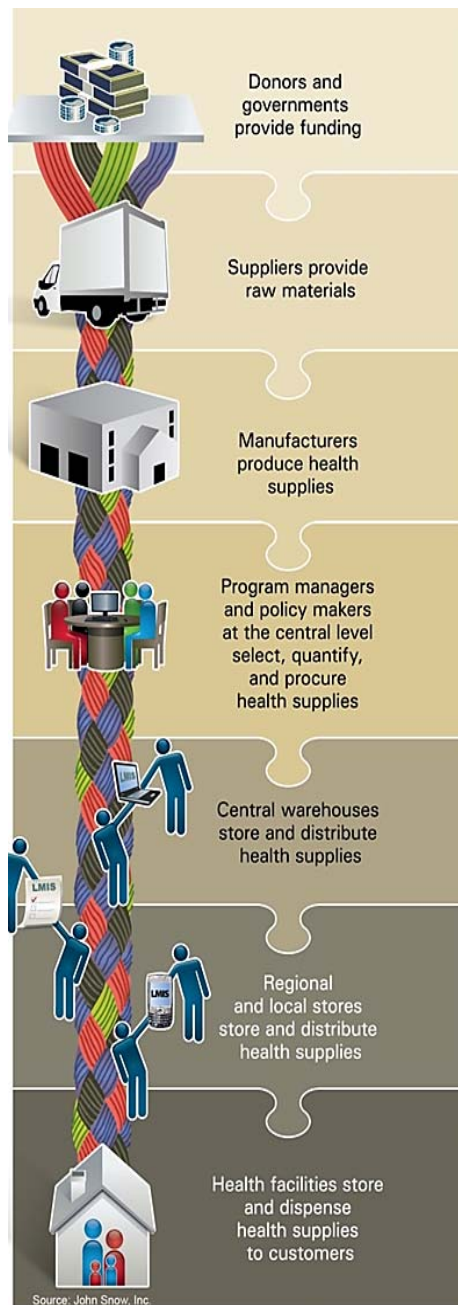 Donors and
governments
provide funding
Suppliers provide
raw materials
Manufacturers
produce health
supplies
Program managers
and policy makers
at the central level
select, quantify,
and procure
health supplies
LMIS
Central warehouses
store and distribute
health supplies
LMIS
Regional
and local stores
store and distribute
health supplies
LMIS
Health facilities store
and dispense
health supplies
to customers
Source: John Snow, Inc.